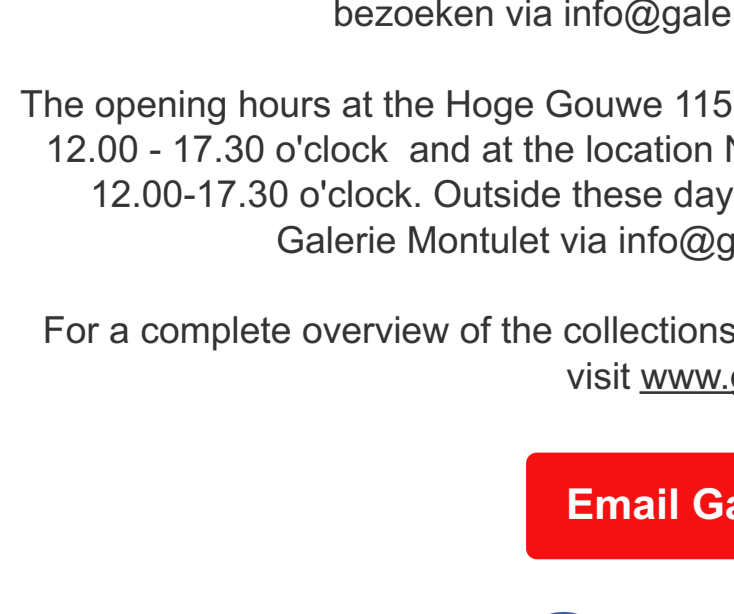 bezoeken via info@gale
The opening hours at the Hoge Gouwe 115
12.00 - 17.30 o'clock  and at the location N
12.00-17.30 o'clock. Outside these day
Galerie Montulet via info@g
For a complete overview of the collections
visit www.g
Email Ga